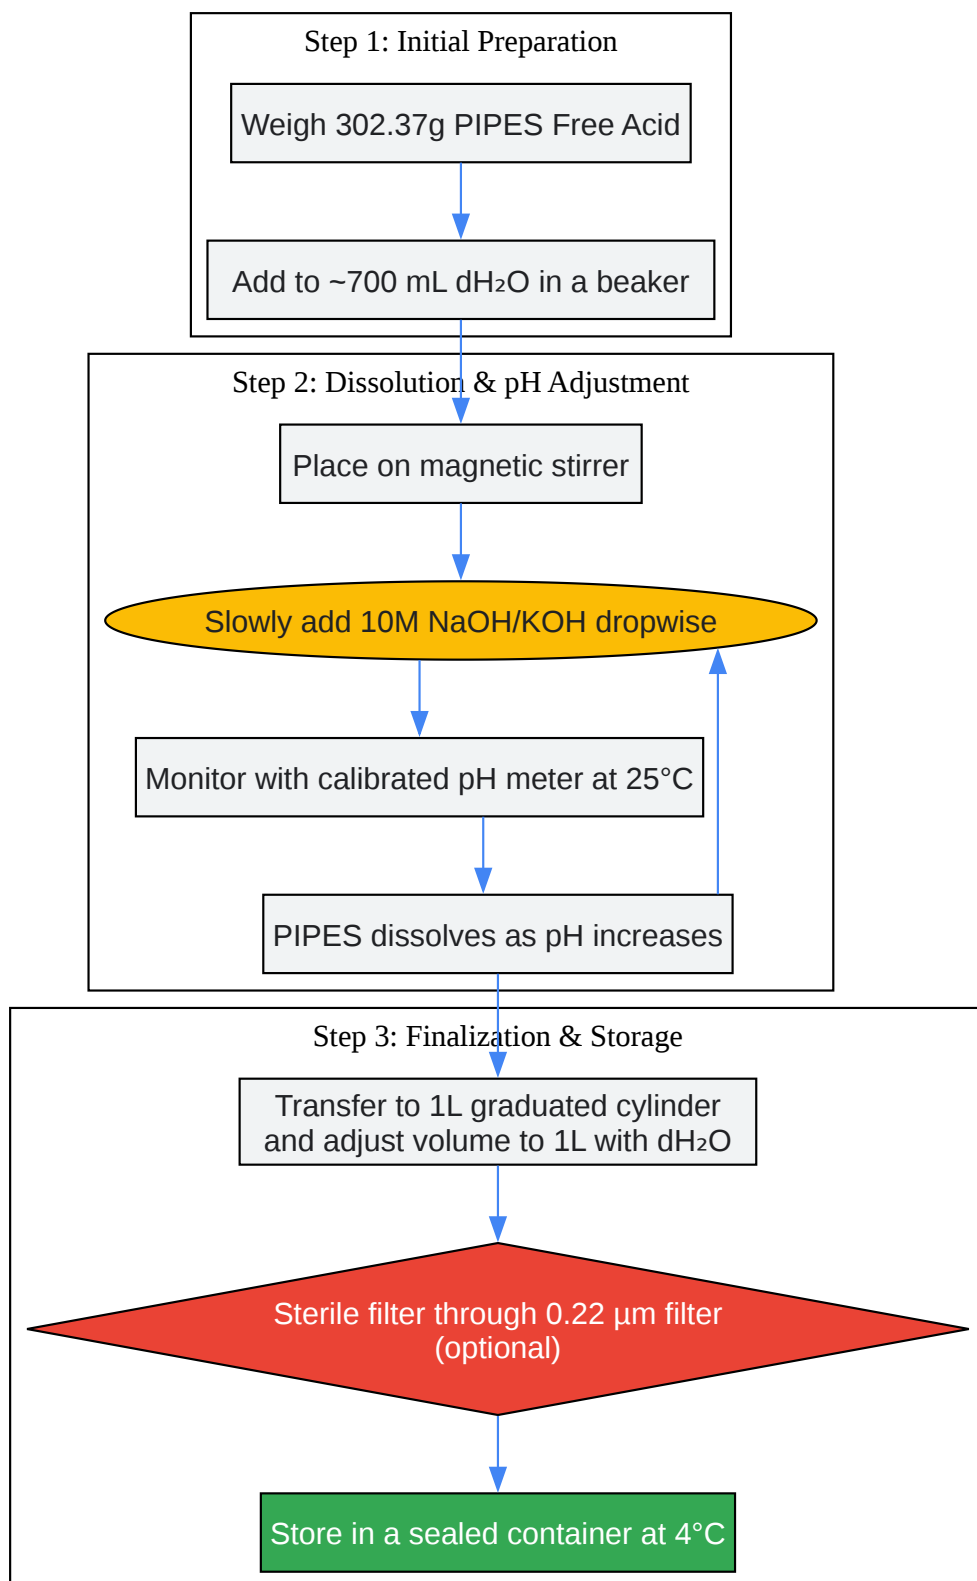 Step 1: Initial Preparation
Weigh 302.37g PIPES Free Acid
Add to ~700 mL dH₂O in a beaker
Step 2: Dissolution & pH Adjustment
Place on magnetic stirrer
Slowly add 10M NaOH/KOH dropwise
Monitor with calibrated pH meter at 25°C
PIPES dissolves as pH increases
Step 3: Finalization & Storage
Transfer to 1L graduated cylinder
and adjust volume to 1L with dH₂O
Sterile filter through 0.22 µm filter
(optional)
Store in a sealed container at 4°C